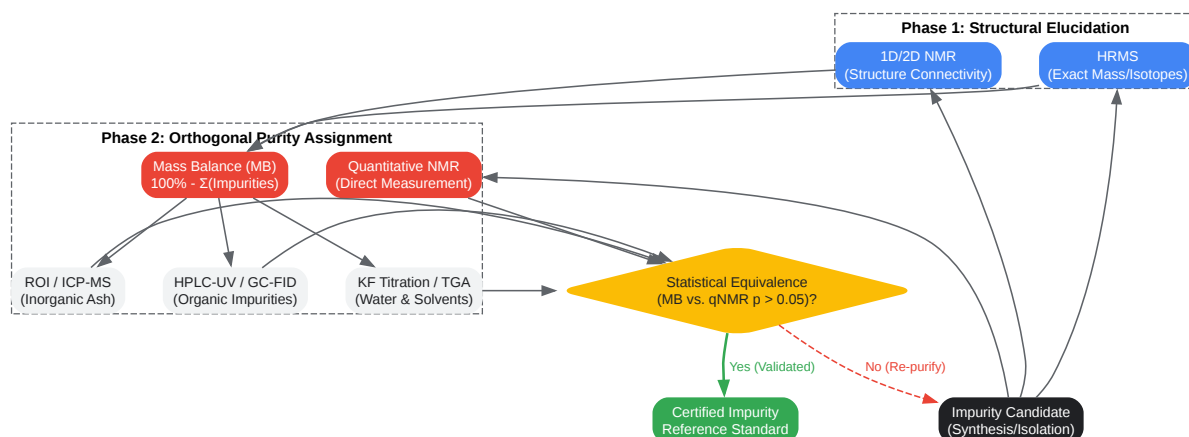 Phase 1: Structural Elucidation
1D/2D NMR
(Structure Connectivity)
HRMS
(Exact Mass/Isotopes)
Phase 2: Orthogonal Purity Assignment
Mass Balance (MB)
100% - Σ(Impurities)
Quantitative NMR
(Direct Measurement)
ROI / ICP-MS
(Inorganic Ash)
HPLC-UV / GC-FID
(Organic Impurities)
KF Titration / TGA
(Water & Solvents)
Statistical Equivalence
(MB vs. qNMR p > 0.05)?
Yes (Validated)
No (Re-purify)
Certified Impurity
Reference Standard
Impurity Candidate
(Synthesis/Isolation)